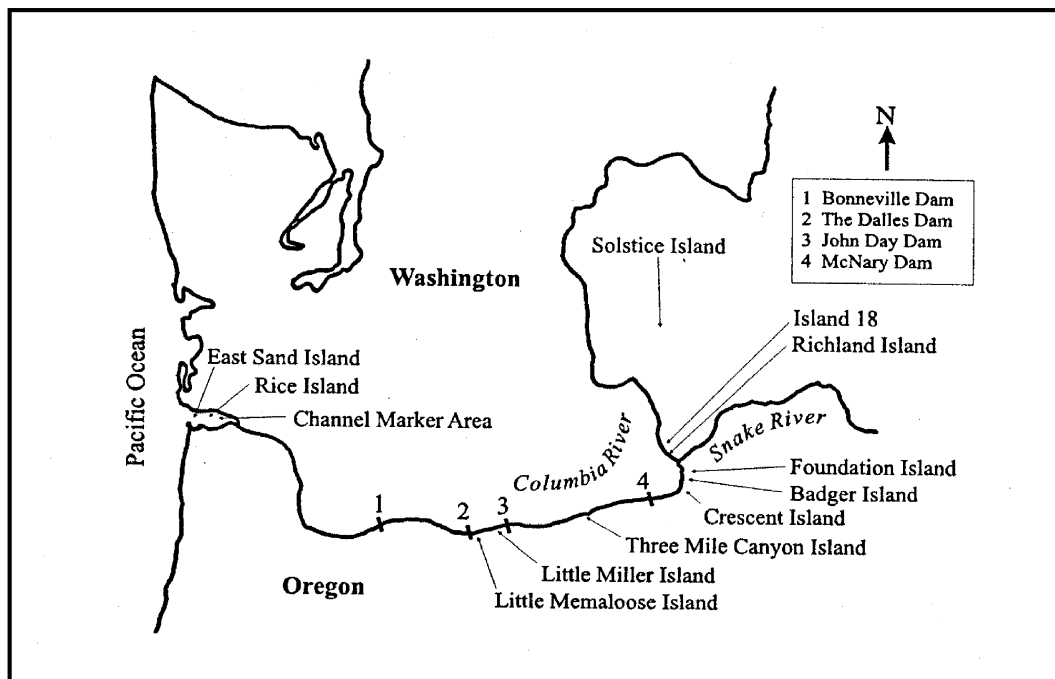 N
1 Bonneville Dam
2 The Dalles Dam
3 John Day Dam
4 McNary Dam
Solstice Island
Washington
Island 18
Richland Island
Pacific Ocean
East Sand Island
Rice Island
Channel Marker Area
Columbia River
Snake River
Foundation Island
Badger Island
Crescent Island
1
2
3
4
Three Mile Canyon Island
Little Miller Island
Little Memaloose Island
Oregon